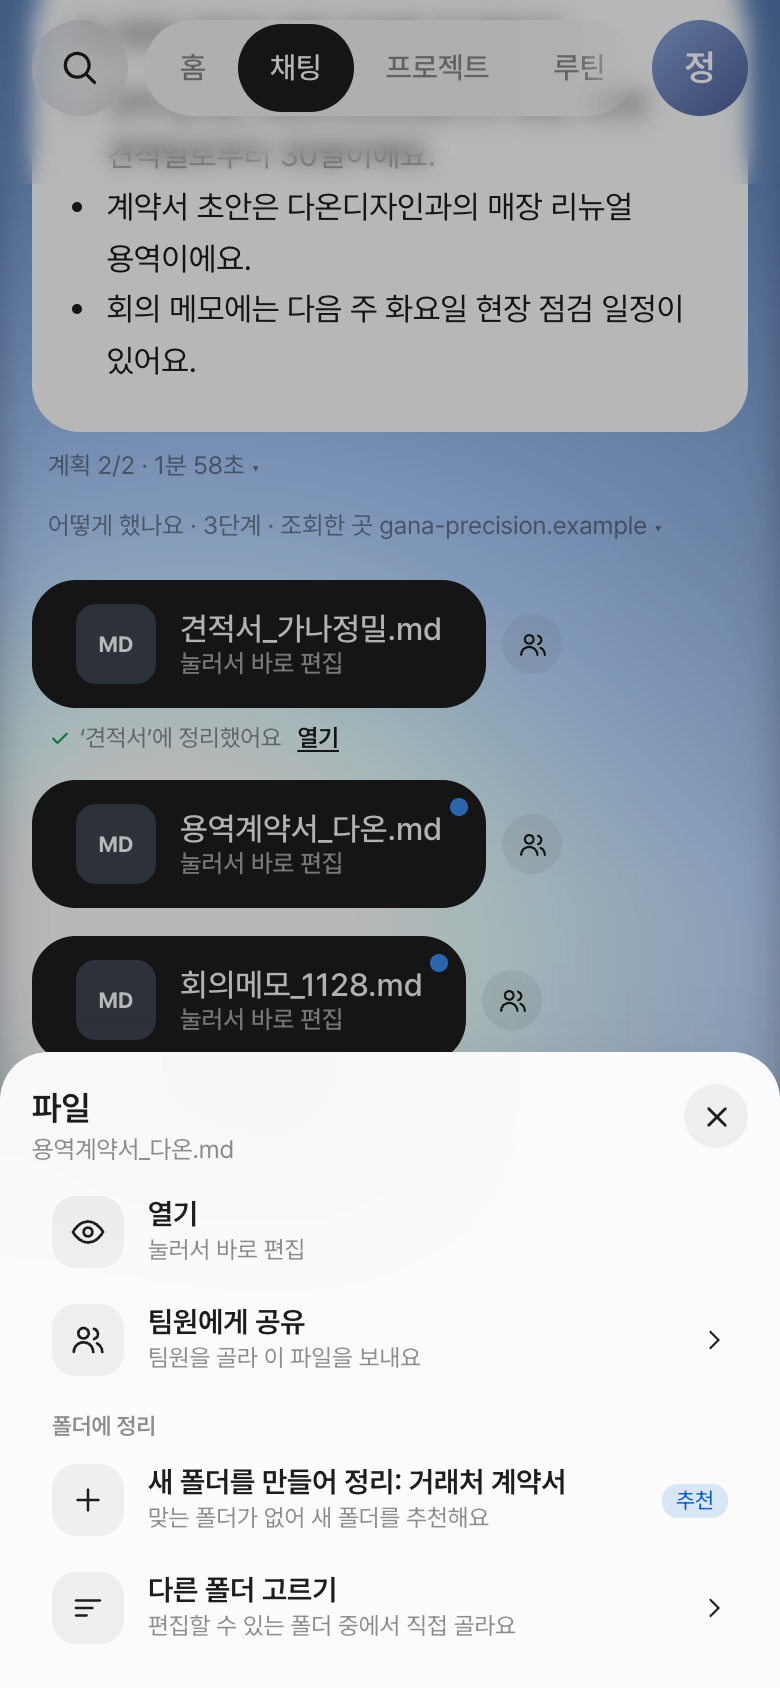 홈
채팅
프로젝트
루틴
정
견적일로부터 30일이에요.
• 계약서 초안은 다온디자인과의 매장 리뉴얼
용역이에요.
• 회의 메모에는 다음 주 화요일 현장 점검 일정이
있어요.
계획 2/2 · 1분 58초 ▾
어떻게 했나요 · 3단계 · 조회한 곳 gana-precision.example ▾
MD
견적서_가나정밀.md
눌러서 바로 편집
‘견적서’에 정리했어요 열기
MD
용역계약서_다온.md
눌러서 바로 편집
MD
회의메모_1128.md
눌러서 바로 편집
파일
용역계약서_다온.md
열기
눌러서 바로 편집
팀원에게 공유
팀원을 골라 이 파일을 보내요
폴더에 정리
새 폴더를 만들어 정리: 거래처 계약서
맞는 폴더가 없어 새 폴더를 추천해요
추천
다른 폴더 고르기
편집할 수 있는 폴더 중에서 직접 골라요